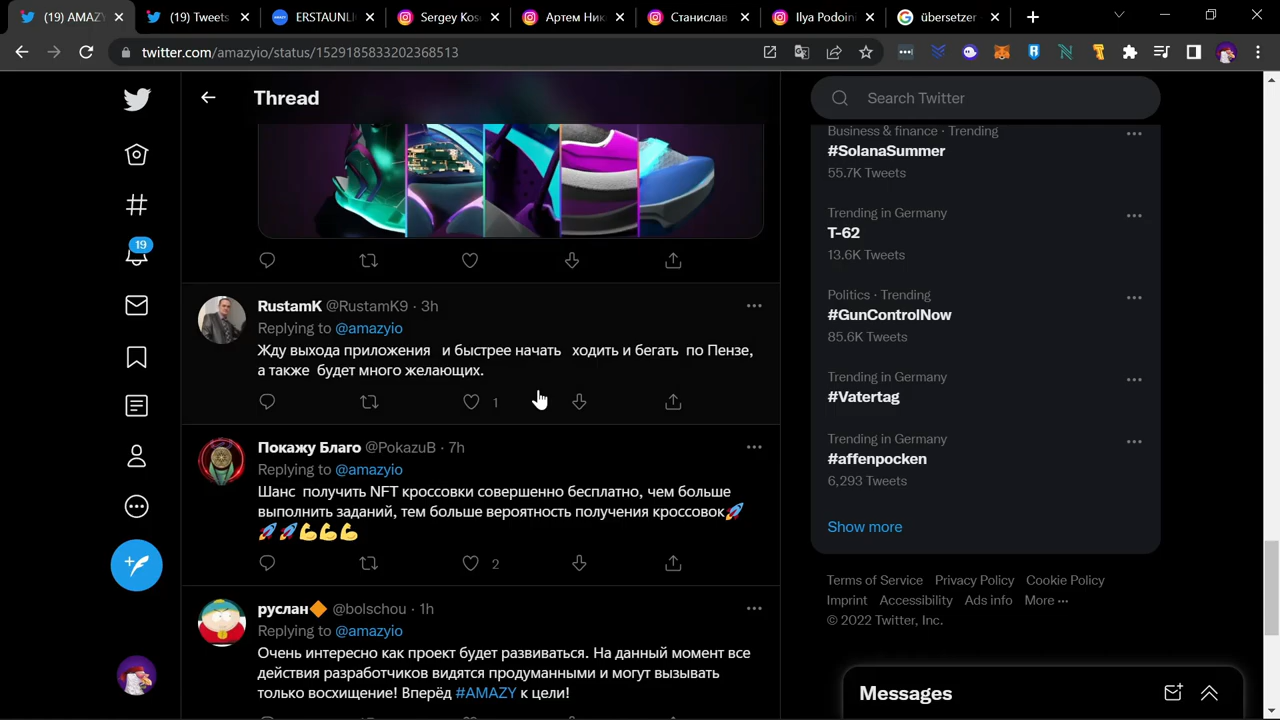 (19) AMAZ
(19) Tweets
ERSTAUNLI
Sergey Kos
Артем Ник
Станислав
Ilya Podoin
übersetzer
twitter.com/amazyio/status/1529185833202368513
Thread
Search Twitter
19
RustamK @RustamK9 · 3h
Replying to @amazyio
Жду выхода приложения и быстрее начать ходить и бегать по Пензе,
а также будет много желающих.
1
Покажу Благо @PokazuB · 7h
Replying to @amazyio
Шанс получить NFT кроссовки совершенно бесплатно, чем больше
выполнить заданий, тем больше вероятность получения кроссовок🚀
🚀🚀💪💪💪
2
руслан🔶 @bolschou · 1h
Replying to @amazyio
Очень интересно как проект будет развиваться. На данный момент все
действия разработчиков видятся продуманными и могут вызывать
только восхищение! Вперёд #AMAZY к цели!
Business & finance · Trending
#SolanaSummer
55.7K Tweets
Trending in Germany
T-62
13.6K Tweets
Politics · Trending
#GunControlNow
85.6K Tweets
Trending in Germany
#Vatertag
Trending in Germany
#affenpocken
6,293 Tweets
Show more
Terms of Service Privacy Policy Cookie Policy
Imprint Accessibility Ads info More ···
© 2022 Twitter, Inc.
Messages